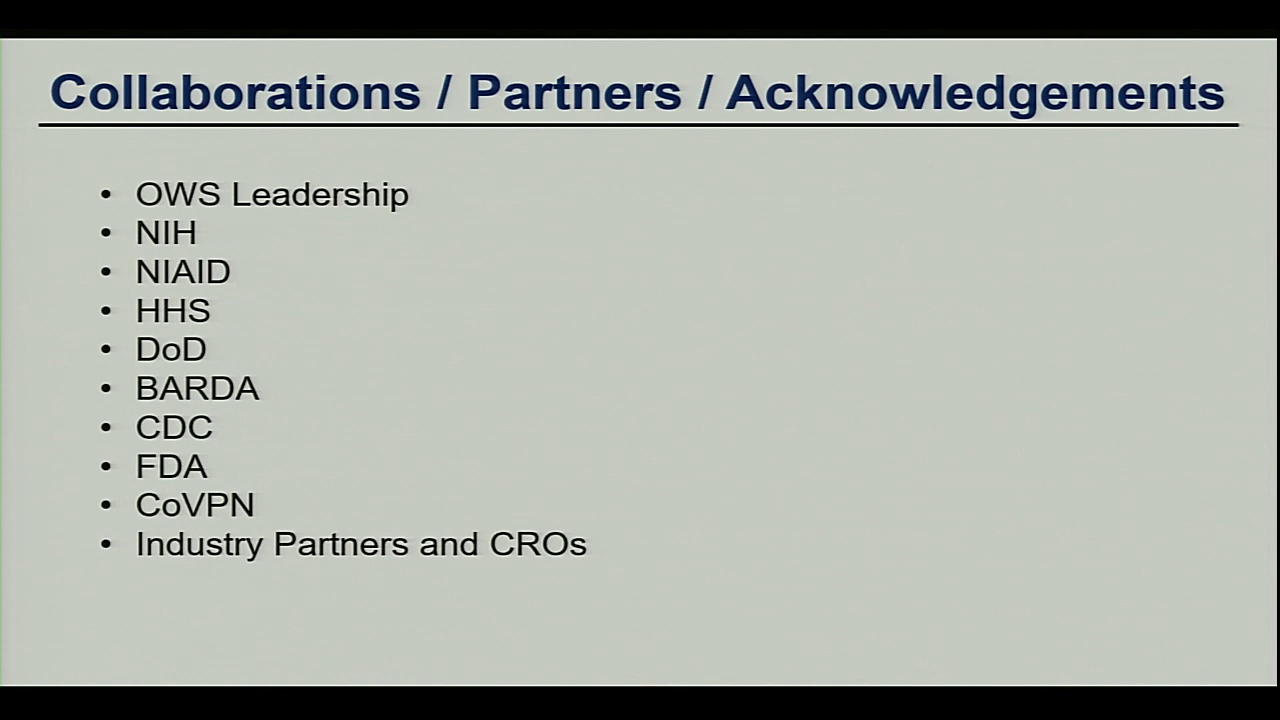 Collaborations / Partners / Acknowledgements
• OWS Leadership
• NIH
• NIAID
• HHS
• DoD
• BARDA
• CDC
• FDA
• CoVPN
• Industry Partners and CROs